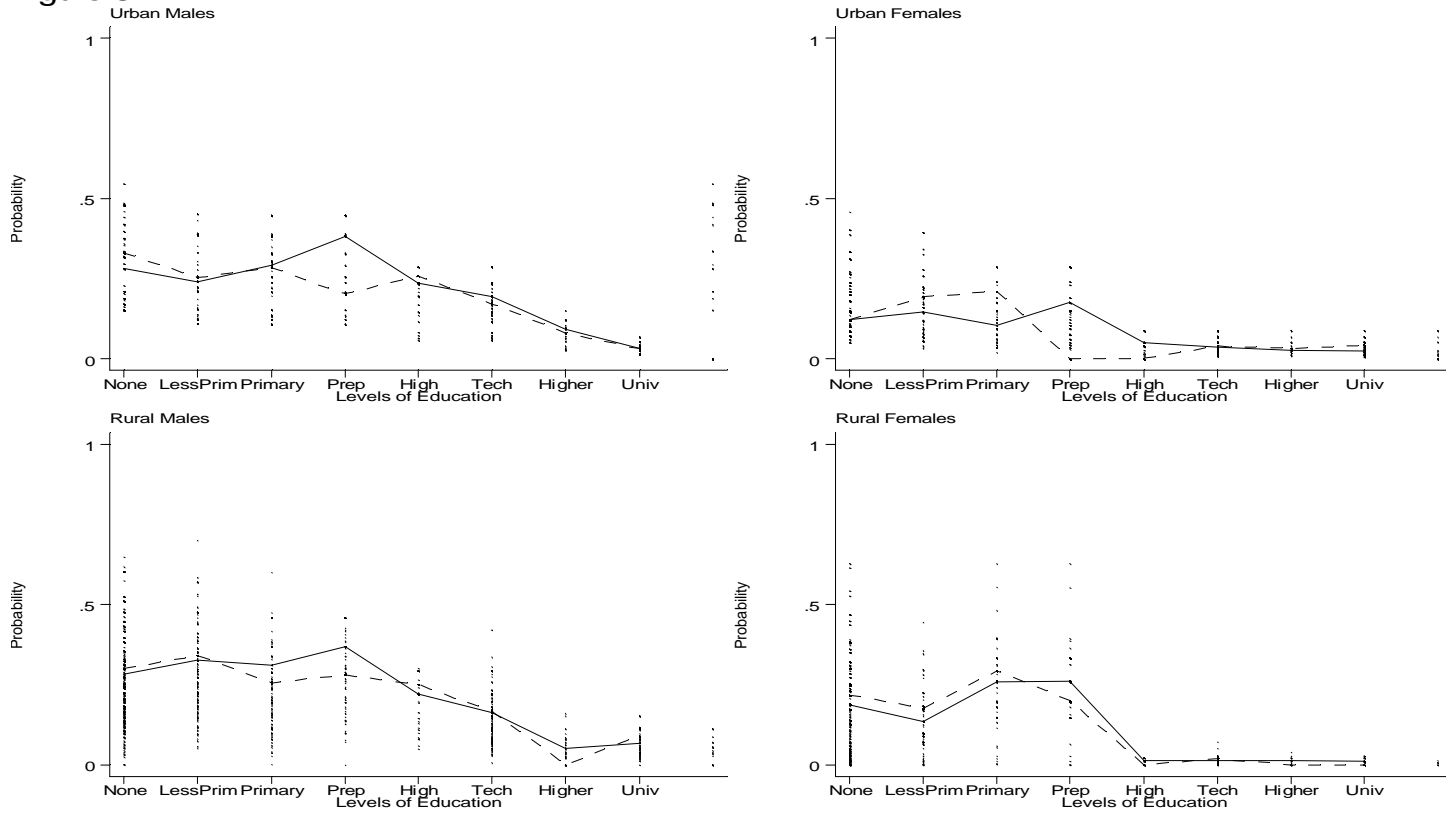 Urban Males
1
.5
0
Probability
None LessPrim Primary Prep High Tech Higher Univ
Levels of Education
Urban Females
1
.5
0
Probability
None LessPrim Primary Prep High Tech Higher Univ
Levels of Education
Rural Males
1
.5
0
Probability
None LessPrim Primary Prep High Tech Higher Univ
Levels of Education
Rural Females
1
.5
0
Probability
None LessPrim Primary Prep High Tech Higher Univ
Levels of Education